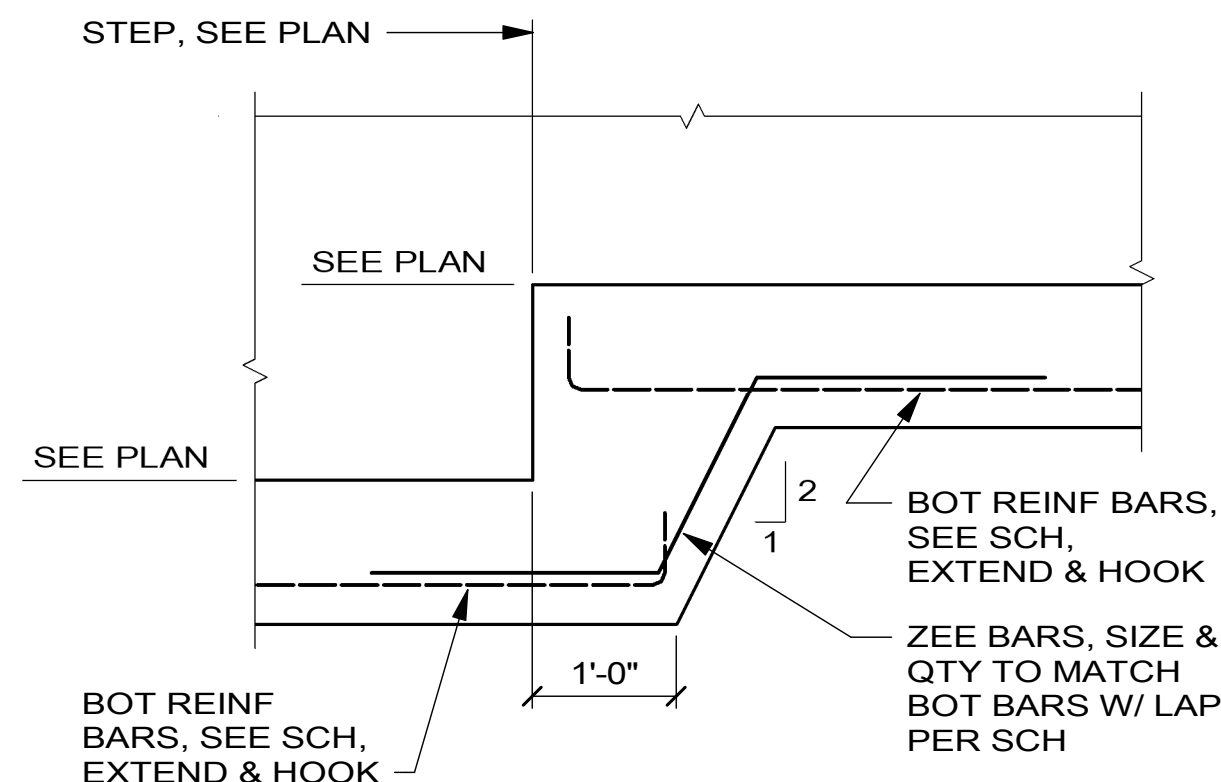 STEP, SEE PLAN
SEE PLAN
SEE PLAN
2
1
BOT REINF BARS,
SEE SCH,
EXTEND & HOOK
ZEE BARS, SIZE &
QTY TO MATCH
BOT BARS W/ LAP
PER SCH
1'-0"
BOT REINF
BARS, SEE SCH,
EXTEND & HOOK